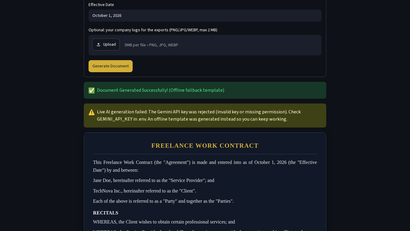 Effective Date
October 1, 2026
Optional: your company logo for the exports (PNG/JPG/WEBP, max 2 MB)
Upload
5MB per file • PNG, JPG, WEBP
Generate Document
Document Generated Successfully! (Offline fallback template)
Live AI generation failed: The Gemini API key was rejected (invalid key or missing permission). Check
GEMINI_API_KEY in .env. An offline template was generated instead so you can keep working.
FREELANCE WORK CONTRACT
This Freelance Work Contract (the "Agreement") is made and entered into as of October 1, 2026 (the "Effective
Date") by and between:
Jane Doe, hereinafter referred to as the "Service Provider"; and
TechNova Inc., hereinafter referred to as the "Client".
Each of the above is referred to as a "Party" and together as the "Parties".
RECITALS
WHEREAS, the Client wishes to obtain certain professional services; and